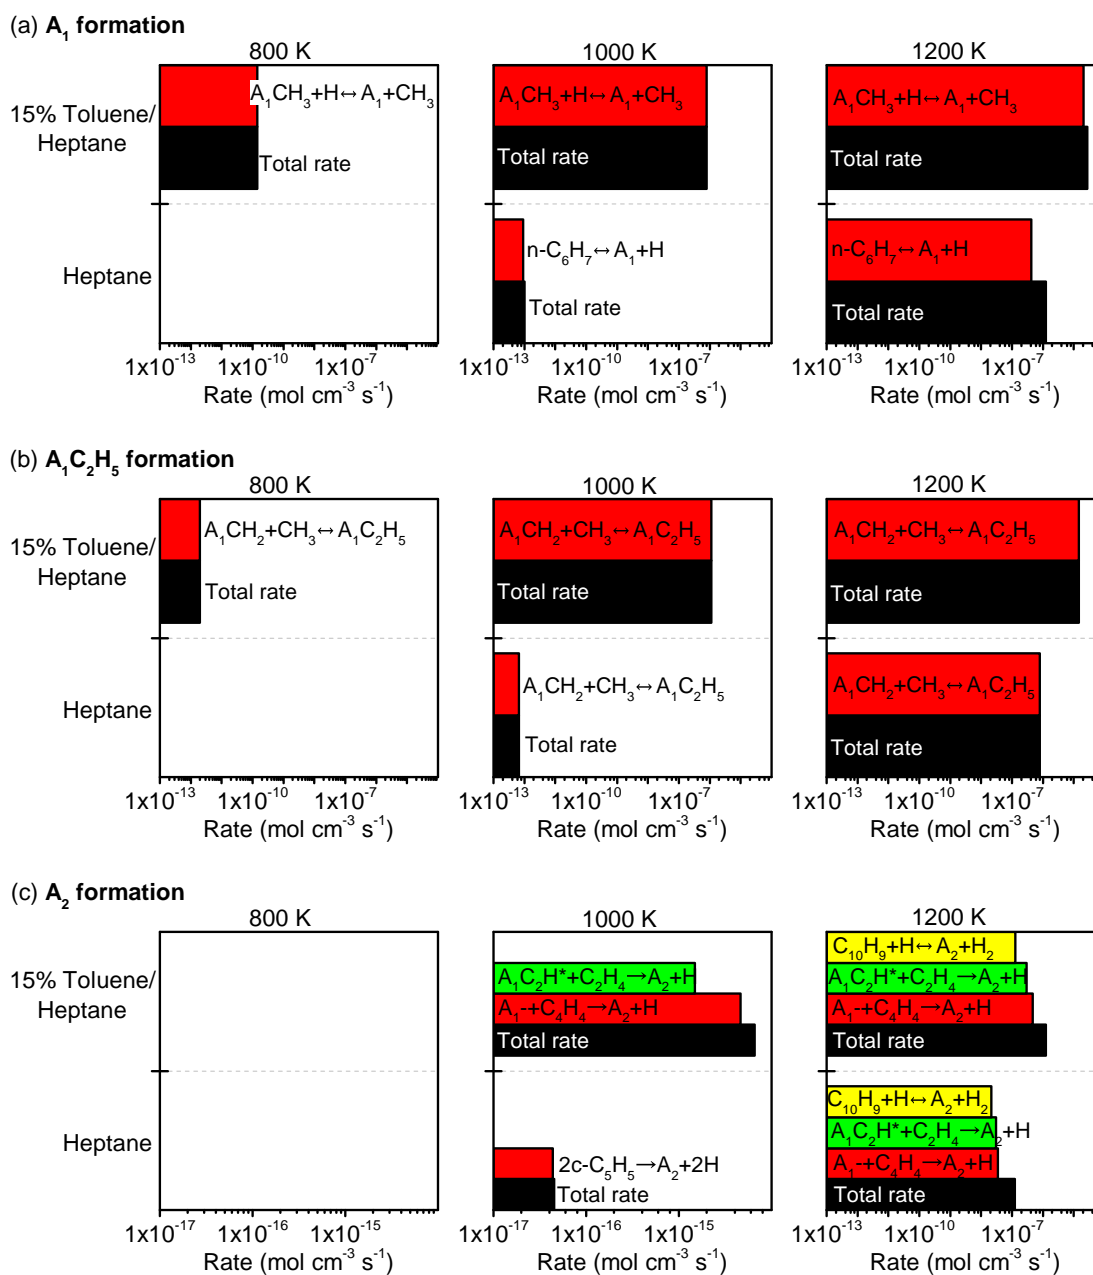 (a) A₁ formation
800 K
1000 K
1200 K
15% Toluene/
Heptane
A₁CH₃+H↔A₁+CH₃
Total rate
A₁CH₃+H↔A₁+CH₃
Total rate
A₁CH₃+H↔A₁+CH₃
Total rate
Heptane
n-C₆H₇↔A₁+H
Total rate
n-C₆H₇↔A₁+H
Total rate
1x10⁻¹³ 1x10⁻¹⁰ 1x10⁻⁷
1x10⁻¹³ 1x10⁻¹⁰ 1x10⁻⁷
1x10⁻¹³ 1x10⁻¹⁰ 1x10⁻⁷
Rate (mol cm⁻³ s⁻¹)
Rate (mol cm⁻³ s⁻¹)
Rate (mol cm⁻³ s⁻¹)
(b) A₁C₂H₅ formation
800 K
1000 K
1200 K
15% Toluene/
Heptane
A₁CH₂+CH₃↔A₁C₂H₅
Total rate
A₁CH₂+CH₃↔A₁C₂H₅
Total rate
A₁CH₂+CH₃↔A₁C₂H₅
Total rate
Heptane
A₁CH₂+CH₃↔A₁C₂H₅
Total rate
A₁CH₂+CH₃↔A₁C₂H₅
Total rate
1x10⁻¹³ 1x10⁻¹⁰ 1x10⁻⁷
1x10⁻¹³ 1x10⁻¹⁰ 1x10⁻⁷
1x10⁻¹³ 1x10⁻¹⁰ 1x10⁻⁷
Rate (mol cm⁻³ s⁻¹)
Rate (mol cm⁻³ s⁻¹)
Rate (mol cm⁻³ s⁻¹)
(c) A₂ formation
800 K
1000 K
1200 K
15% Toluene/
Heptane
A₁C₂H*+C₂H₄→A₂+H
A₁-+C₄H₄→A₂+H
Total rate
C₁₀H₉+H↔A₂+H₂
A₁C₂H*+C₂H₄→A₂+H
A₁-+C₄H₄→A₂+H
Total rate
Heptane
2c-C₅H₅→A₂+2H
Total rate
C₁₀H₉+H↔A₂+H₂
A₁C₂H*+C₂H₄→A₂+H
A₁-+C₄H₄→A₂+H
Total rate
1x10⁻¹⁷ 1x10⁻¹⁶ 1x10⁻¹⁵
1x10⁻¹⁷ 1x10⁻¹⁶ 1x10⁻¹⁵
1x10⁻¹³ 1x10⁻¹⁰ 1x10⁻⁷
Rate (mol cm⁻³ s⁻¹)
Rate (mol cm⁻³ s⁻¹)
Rate (mol cm⁻³ s⁻¹)